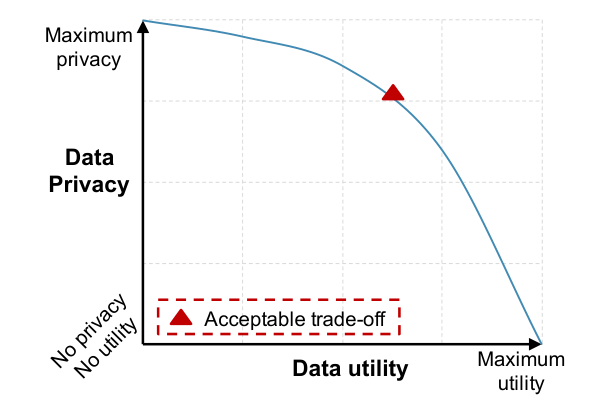 Maximum
privacy
Data
Privacy
No privacy
No utility
Acceptable trade-off
Data utility
Maximum
utility